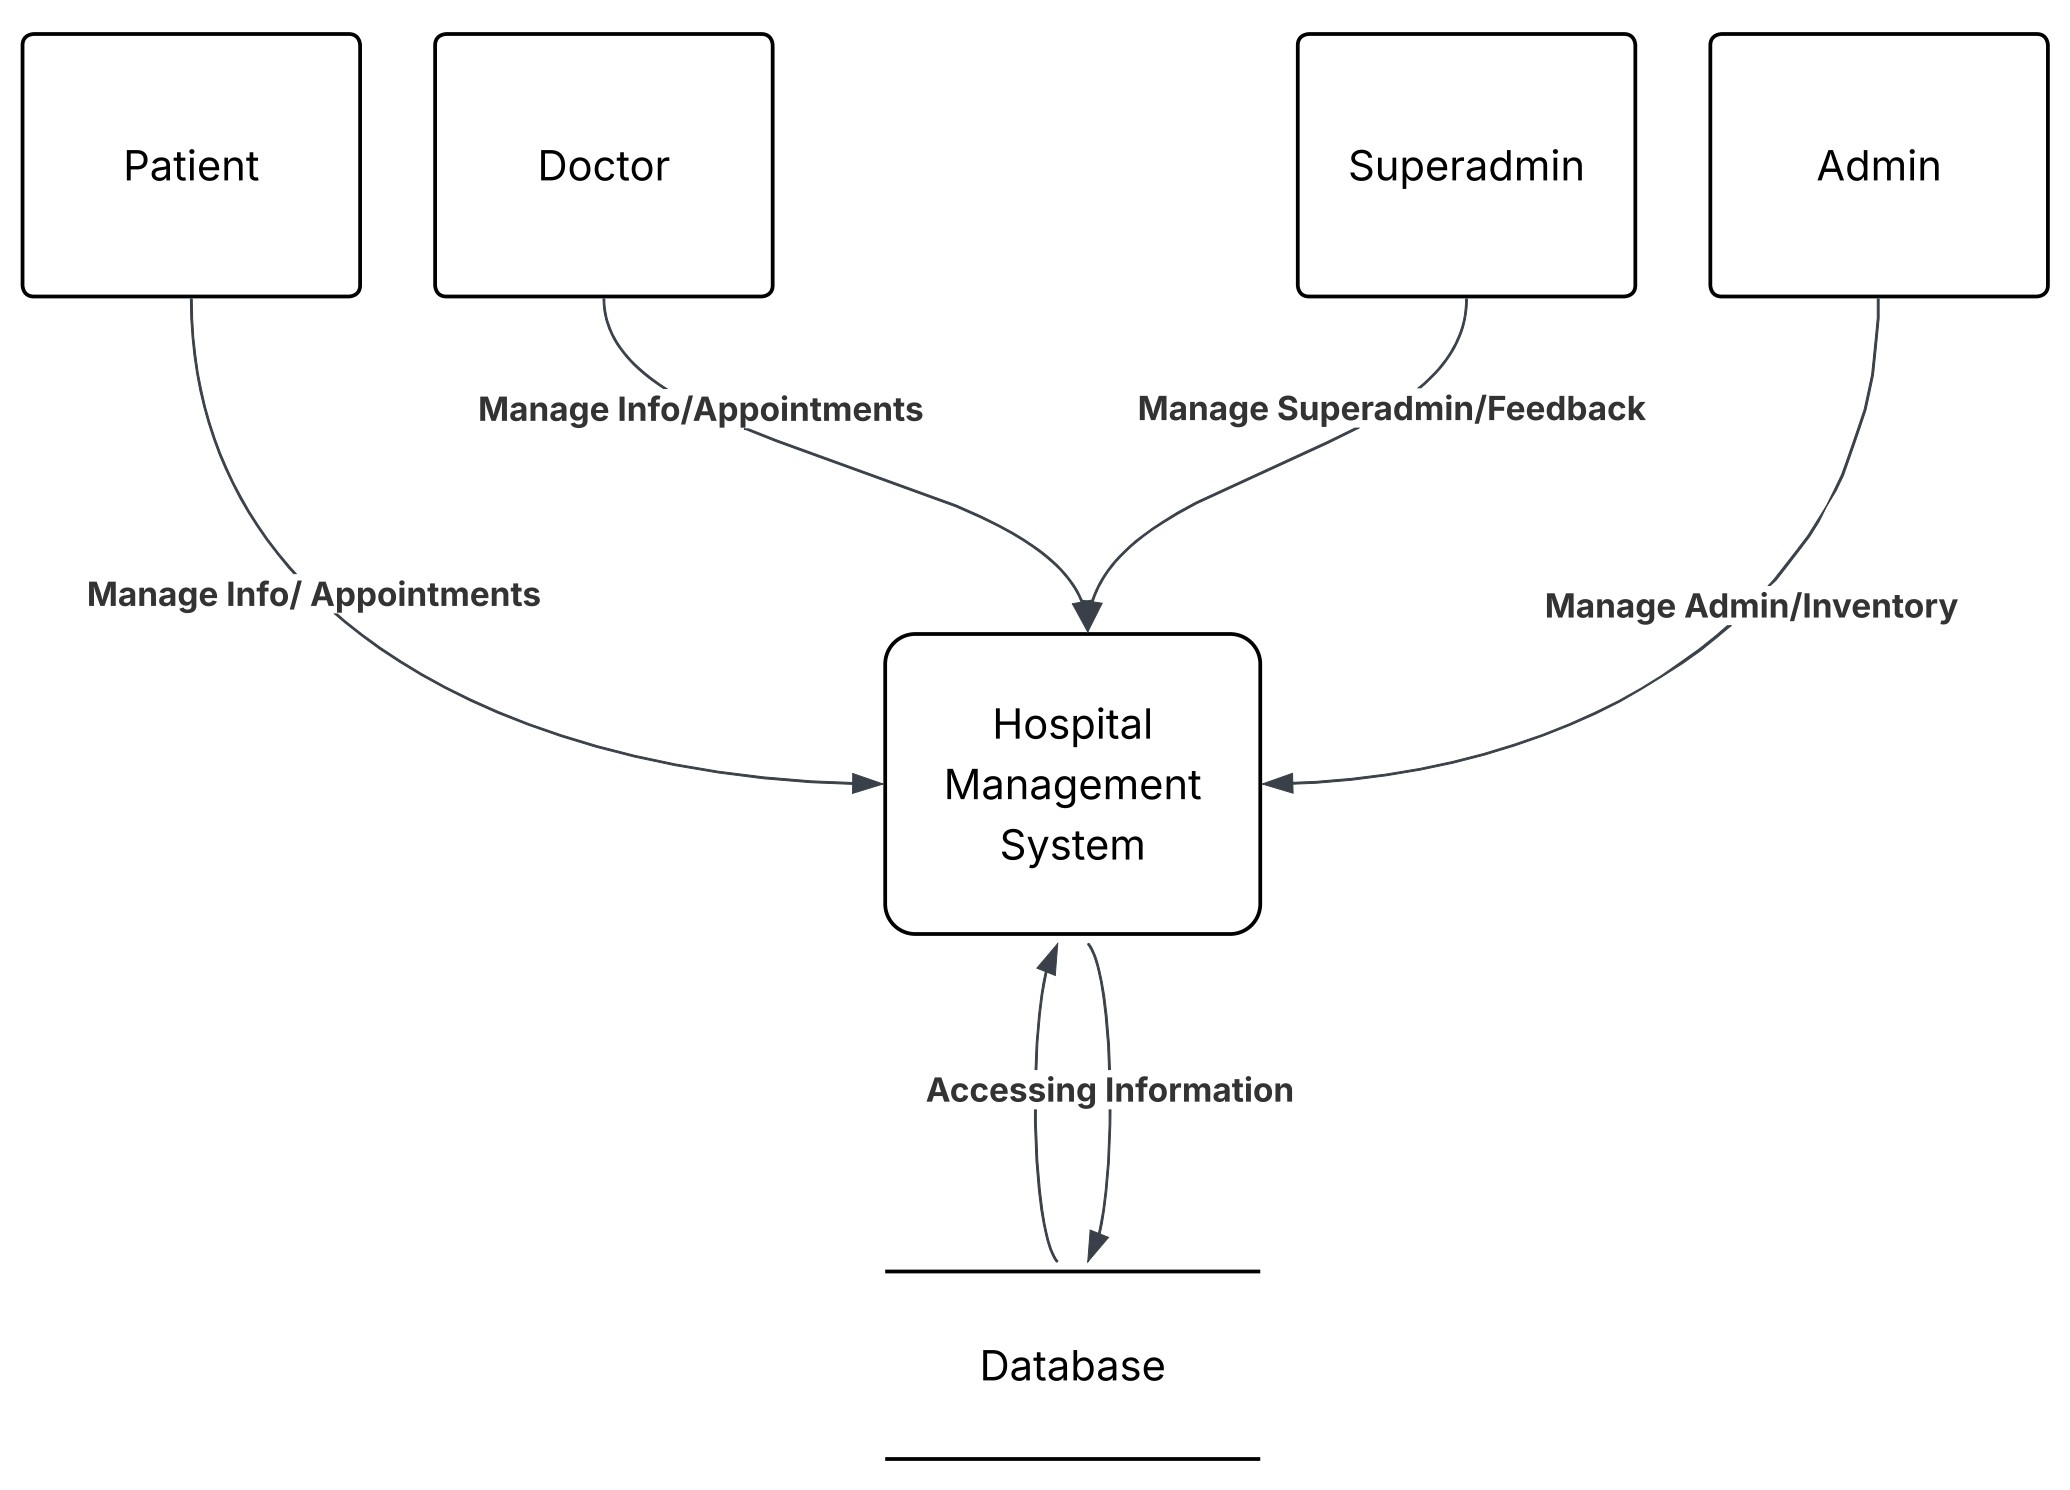 Patient
Doctor
Superadmin
Admin
Manage Info/Appointments
Manage Superadmin/Feedback
Manage Info/ Appointments
Manage Admin/Inventory
Hospital
Management
System
Accessing Information
Database